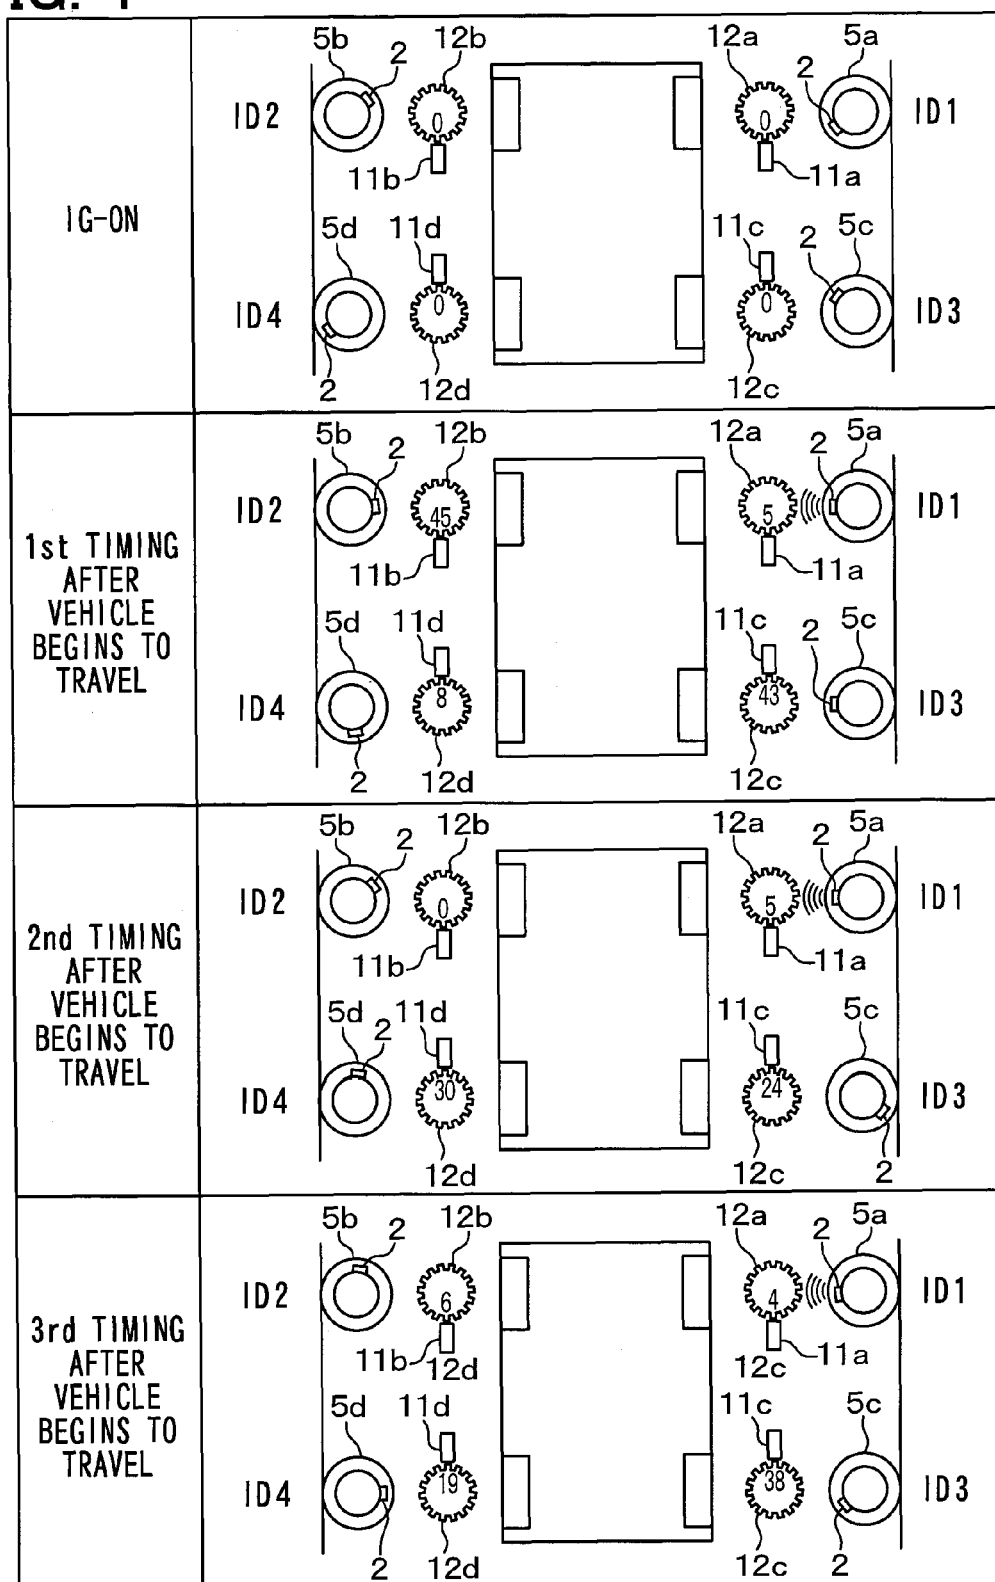 IG. 4
IG-ON
5b 2 12b 12a 2 5a
ID2 0 0 ID1
11b 11a
5d 11d 11c 2 5c
ID4 0 0 ID3
2 12d 12c
1st TIMING
AFTER
VEHICLE
BEGINS TO
TRAVEL
5b 2 12b 12a 2 5a
ID2 45 5 ID1
11b 11a
5d 11d 11c 2 5c
ID4 8 43 ID3
2 12d 12c
2nd TIMING
AFTER
VEHICLE
BEGINS TO
TRAVEL
5b 2 12b 12a 2 5a
ID2 0 5 ID1
11b 11a
5d 2 11d 11c 5c
ID4 30 24 ID3
12d 12c 2
3rd TIMING
AFTER
VEHICLE
BEGINS TO
TRAVEL
5b 2 12b 12a 2 5a
ID2 6 4 ID1
11b 12d 12c 11a
5d 11d 11c 5c
ID4 19 38 ID3
2 12d 12c 2